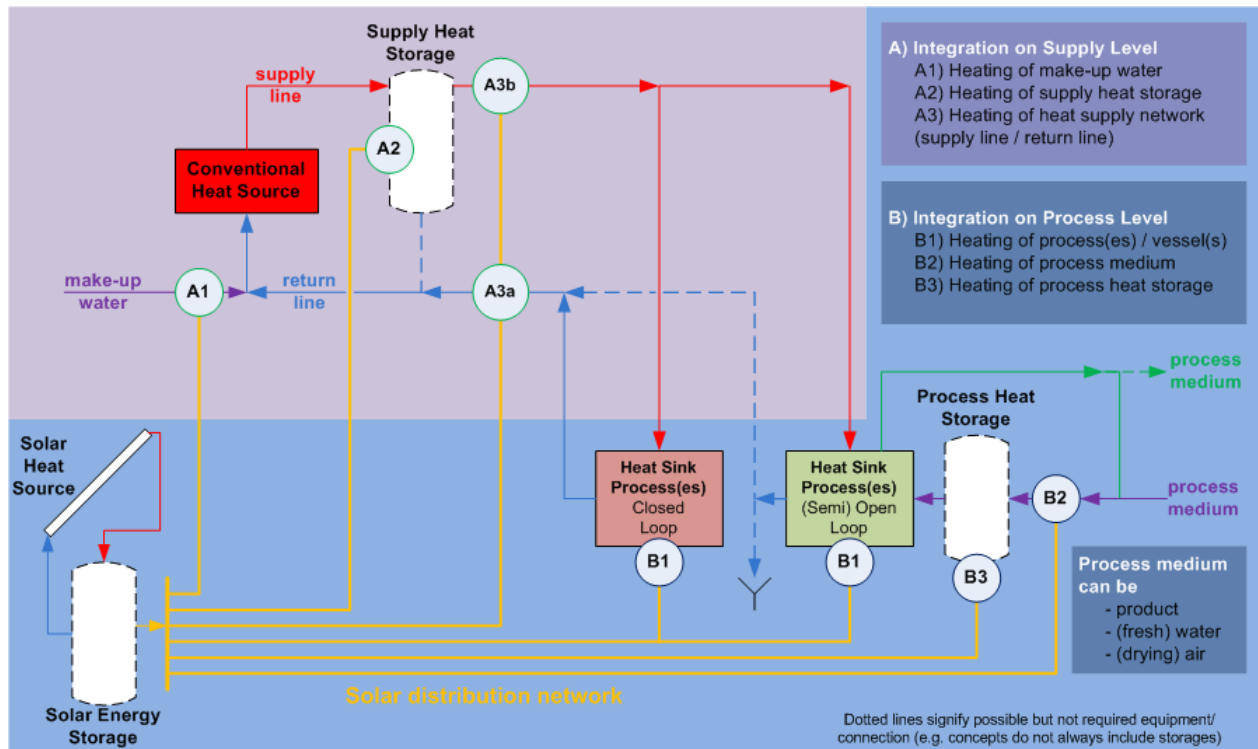 Supply Heat
Storage
supply
line
A3b
A2
Conventional
Heat Source
make-up
water
A1
return
line
A3a
A) Integration on Supply Level
A1) Heating of make-up water
A2) Heating of supply heat storage
A3) Heating of heat supply network
(supply line / return line)
B) Integration on Process Level
B1) Heating of process(es) / vessel(s)
B2) Heating of process medium
B3) Heating of process heat storage
process
medium
Process Heat
Storage
Solar
Heat
Source
Heat Sink
Process(es)
Closed
Loop
B1
Heat Sink
Process(es)
(Semi) Open
Loop
B1
B3
B2
process
medium
Process medium
can be
- product
- (fresh) water
- (drying) air
Solar distribution network
Solar Energy
Storage
Dotted lines signify possible but not required equipment/
connection (e.g. concepts do not always include storages)